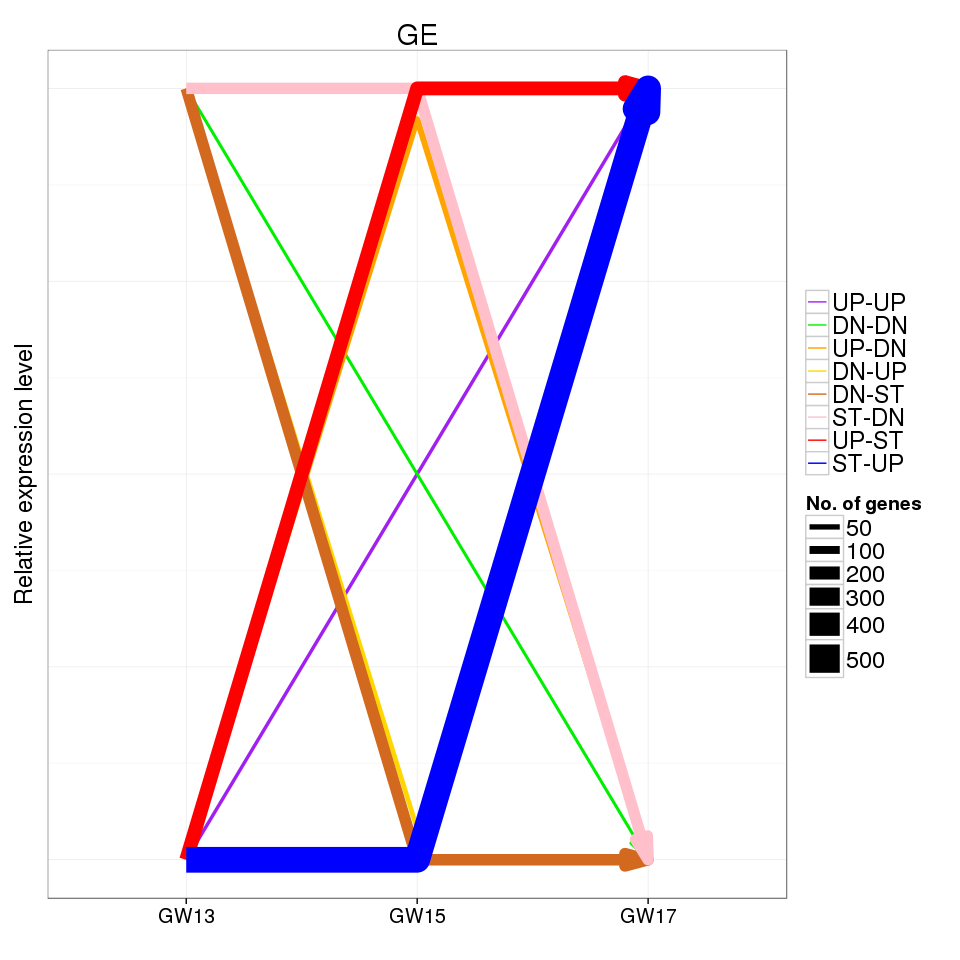 GE
Relative expression level
GW13
GW15
GW17
UP-UP
DN-DN
UP-DN
DN-UP
DN-ST
ST-DN
UP-ST
ST-UP
No. of genes
50
100
200
300
400
500